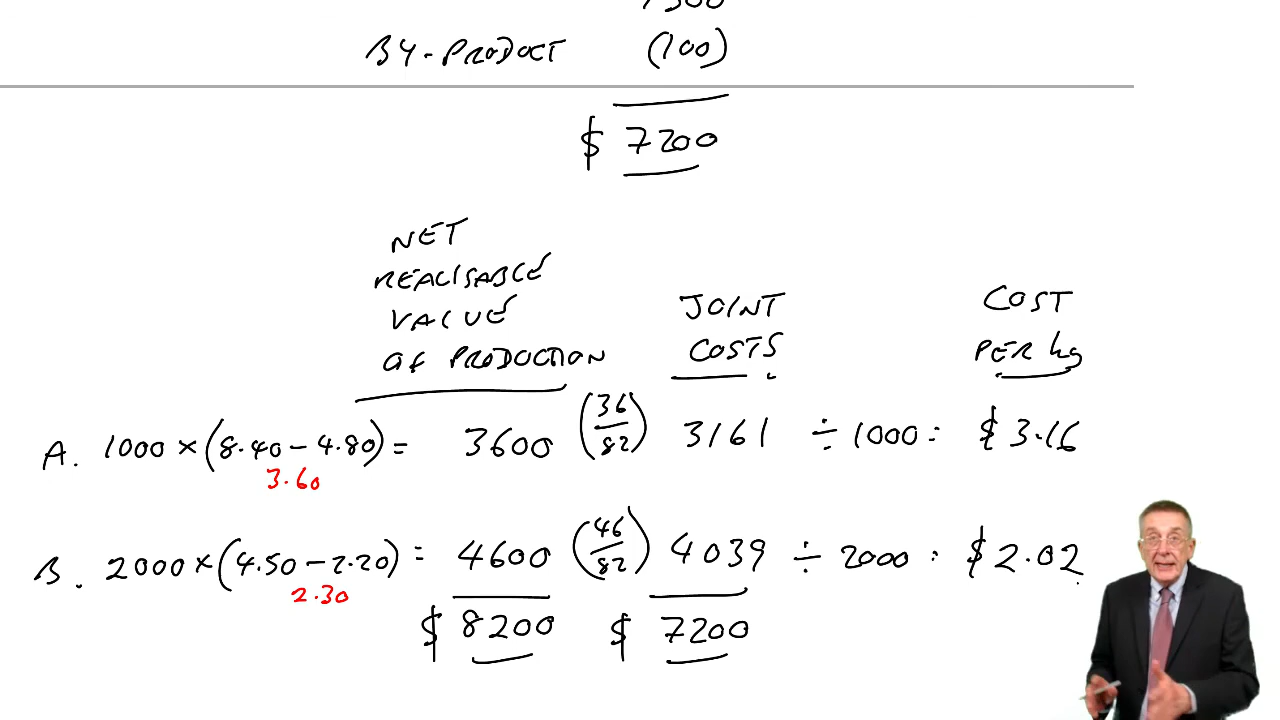 BY-PRODUCT (100)
$ 7200
NET
REALISABLE
VALUE
OF PRODUCTION
JOINT
COSTS
COST
PER kg
A. 1000 × (8.40 - 4.80) = 3600 (36/82) 3161 ÷ 1000 = $ 3.16
3.60
B. 2000 × (4.50 - 2.20) = 4600 (46/82) 4039 ÷ 2000 = $ 2.02
2.30
$ 8200 $ 7200